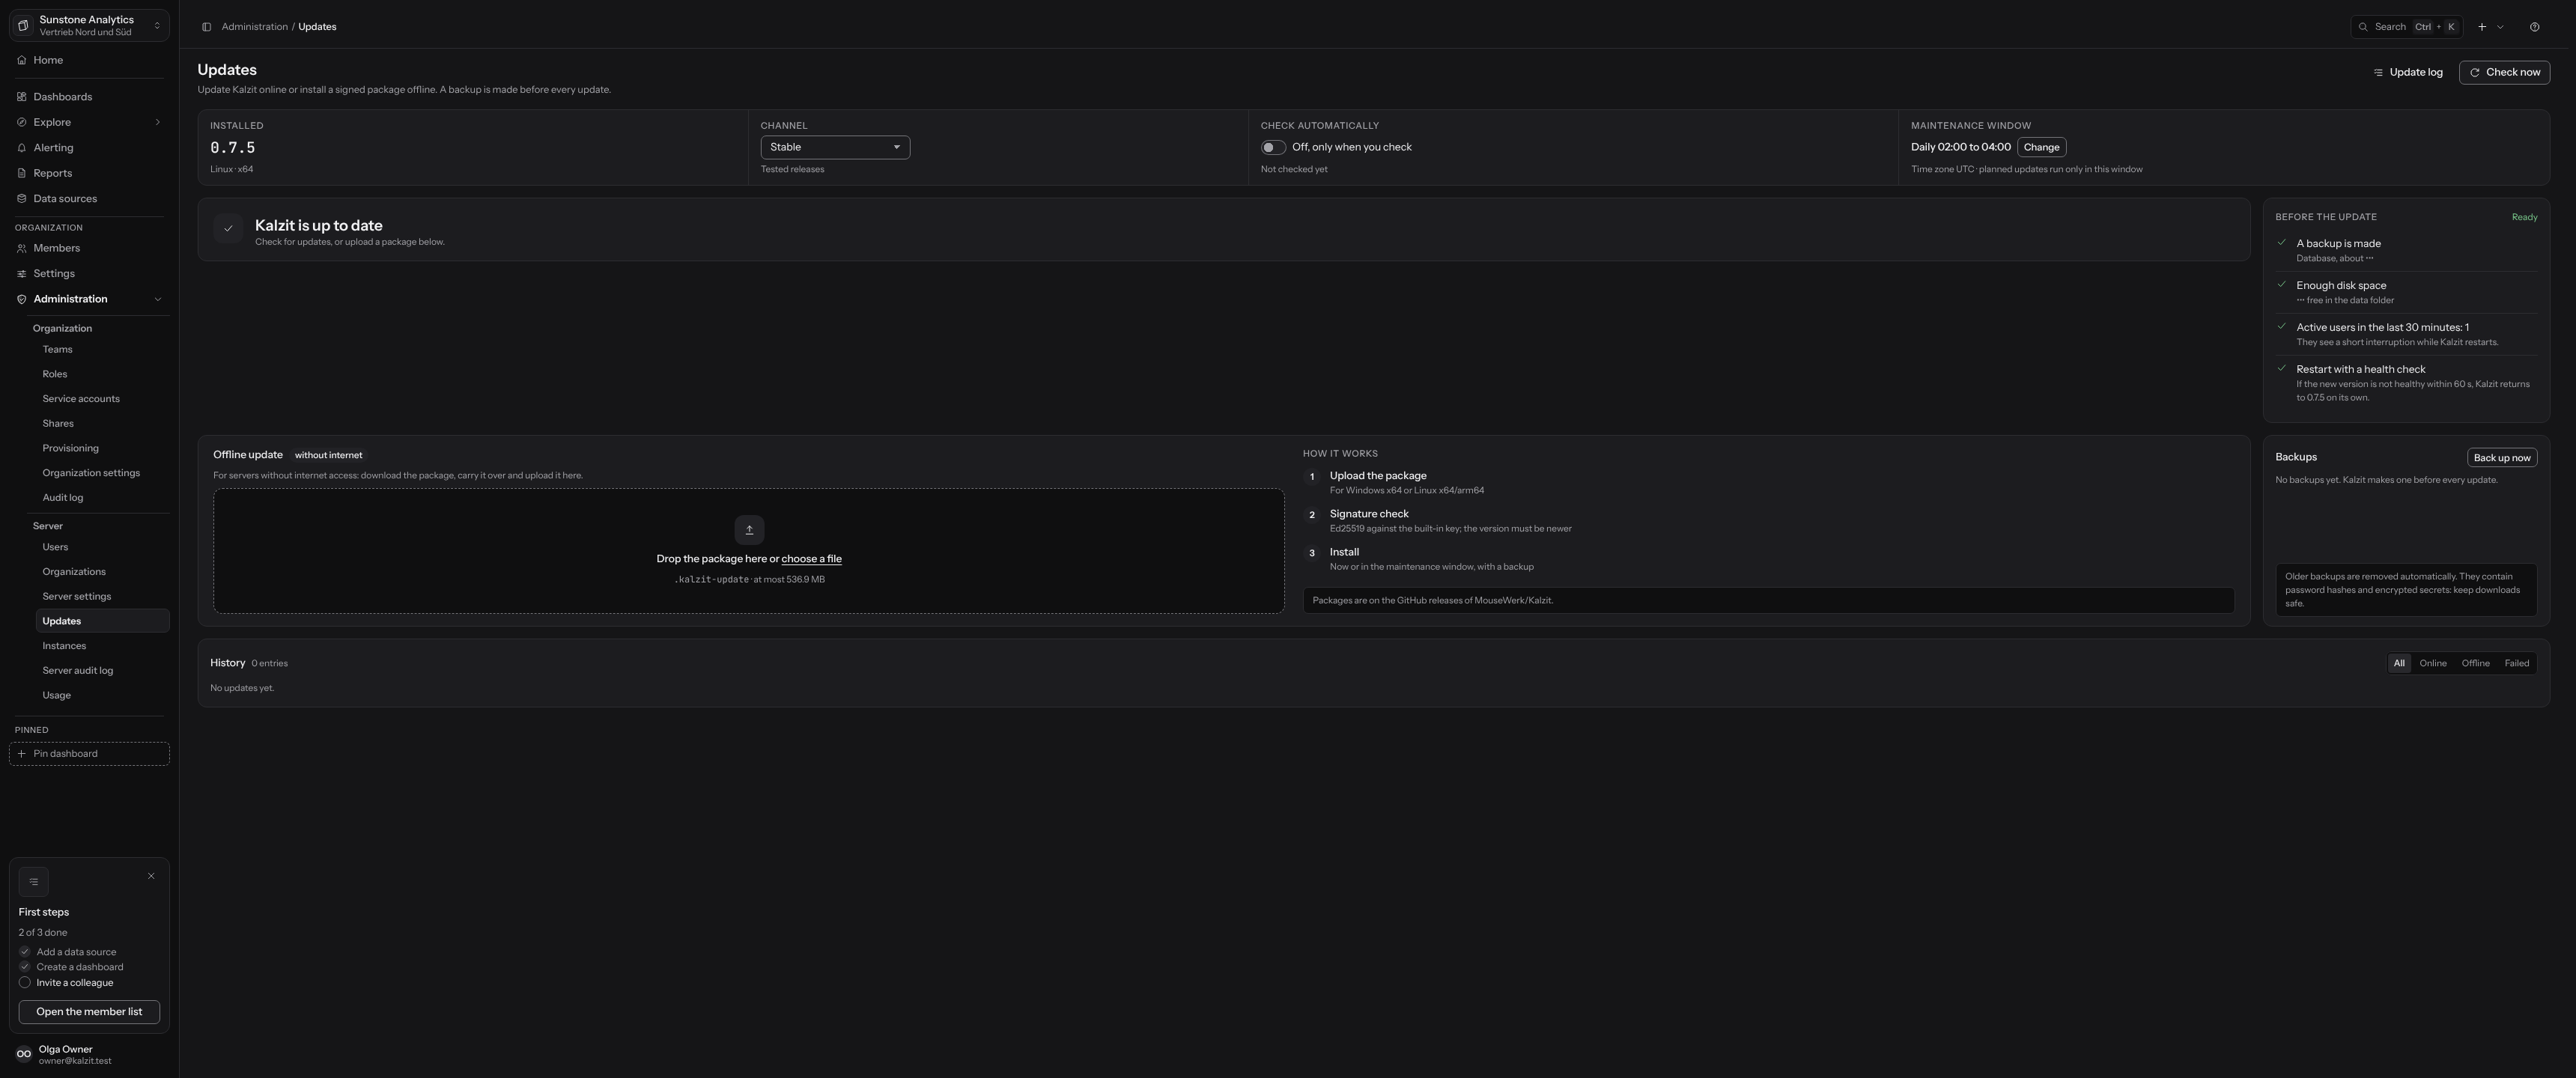 Sunstone Analytics
Vertrieb Nord und Süd
Home
Dashboards
Explore
Alerting
Reports
Data sources
ORGANIZATION
Members
Settings
Administration
Organization
Teams
Roles
Service accounts
Shares
Provisioning
Organization settings
Audit log
Server
Users
Organizations
Server settings
Updates
Instances
Server audit log
Usage
PINNED
Pin dashboard
First steps
2 of 3 done
Add a data source
Create a dashboard
Invite a colleague
Open the member list
OO
Olga Owner
owner@kalzit.test
Administration / Updates
Search Ctrl + K
Updates
Update Kalzit online or install a signed package offline. A backup is made before every update.
Update log
Check now
INSTALLED
0.7.5
Linux · x64
CHANNEL
Stable
Tested releases
CHECK AUTOMATICALLY
Off, only when you check
Not checked yet
MAINTENANCE WINDOW
Daily 02:00 to 04:00 Change
Time zone UTC · planned updates run only in this window
Kalzit is up to date
Check for updates, or upload a package below.
BEFORE THE UPDATE Ready
A backup is made
Database, about ···
Enough disk space
··· free in the data folder
Active users in the last 30 minutes: 1
They see a short interruption while Kalzit restarts.
Restart with a health check
If the new version is not healthy within 60 s, Kalzit returns
to 0.7.5 on its own.
Offline update without internet
For servers without internet access: download the package, carry it over and upload it here.
Drop the package here or choose a file
.kalzit-update · at most 536.9 MB
HOW IT WORKS
1 Upload the package
For Windows x64 or Linux x64/arm64
2 Signature check
Ed25519 against the built-in key; the version must be newer
3 Install
Now or in the maintenance window, with a backup
Packages are on the GitHub releases of MouseWerk/Kalzit.
Backups Back up now
No backups yet. Kalzit makes one before every update.
Older backups are removed automatically. They contain
password hashes and encrypted secrets: keep downloads
safe.
History 0 entries
All Online Offline Failed
No updates yet.